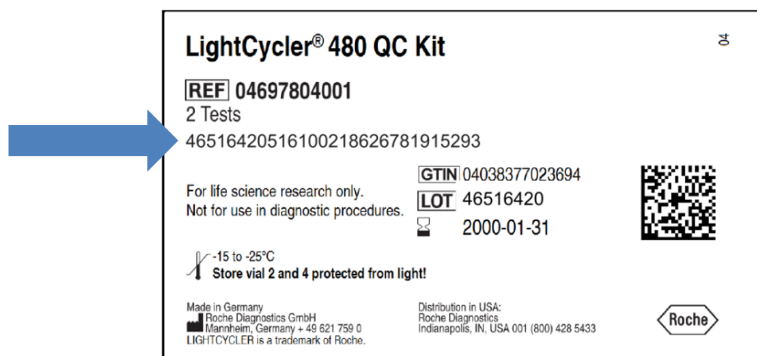 LightCycler® 480 QC Kit
04
REF 04697804001
2 Tests
46516420516100218626781915293
GTIN 04038377023694
For life science research only.
Not for use in diagnostic procedures.
LOT 46516420
2000-01-31
-15 to -25°C
Store vial 2 and 4 protected from light!
Made in Germany
Roche Diagnostics GmbH
Mannheim, Germany + 49 621 759 0
LIGHTCYCLER is a trademark of Roche.
Distribution in USA:
Roche Diagnostics
Indianapolis, IN, USA 001 (800) 428 5433
Roche